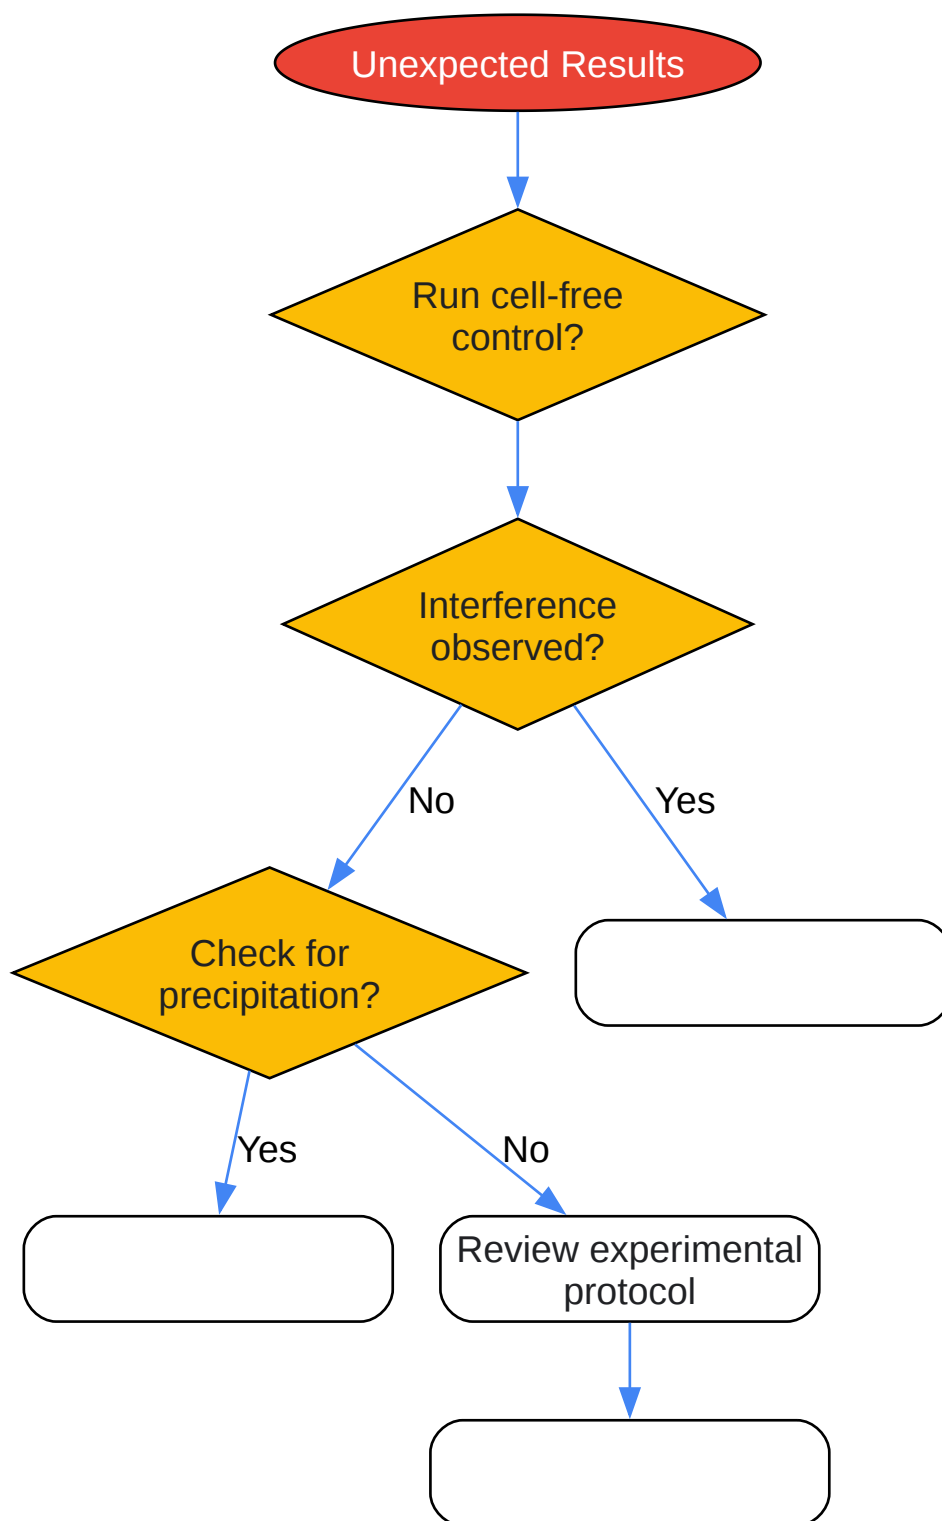 Unexpected Results
Run cell-free
control?
Interference
observed?
No
Yes
Check for
precipitation?
Yes
No
Review experimental
protocol